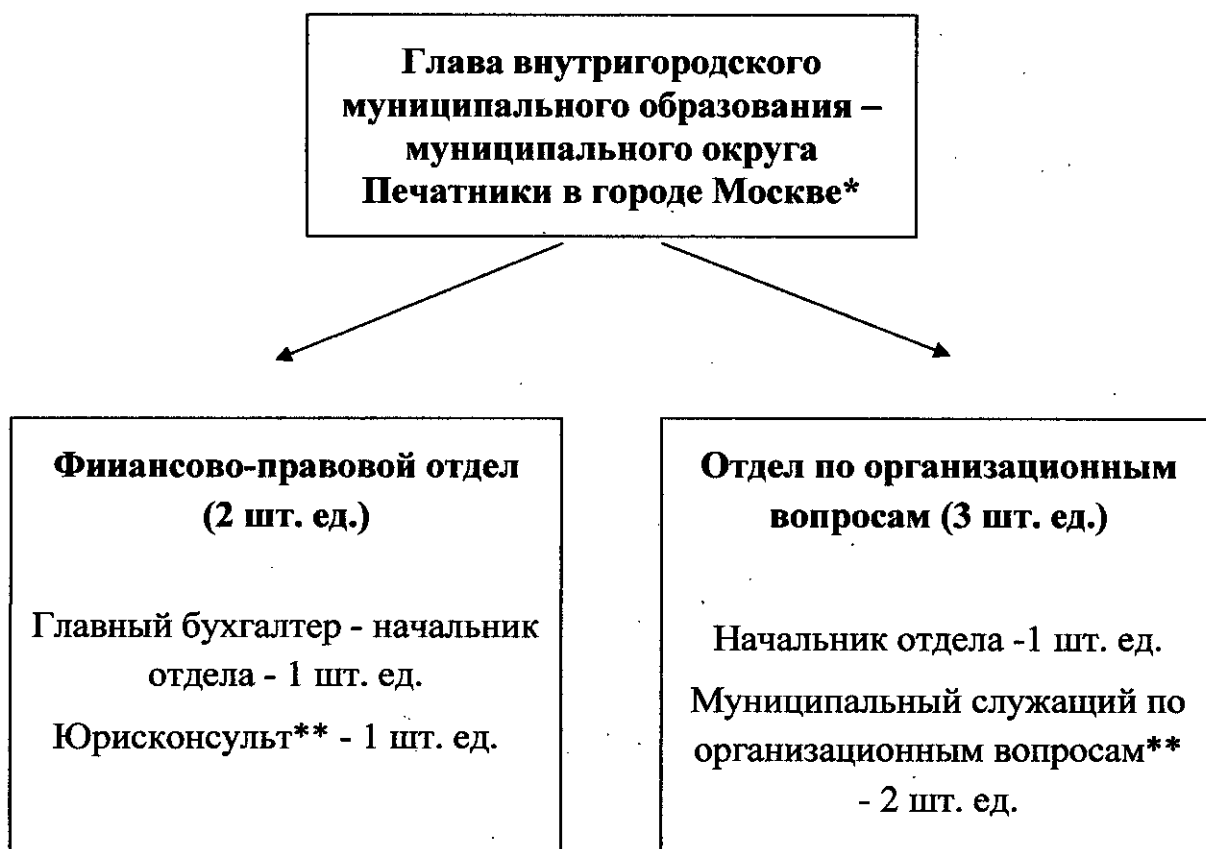 Глава внутригородского
муниципального образования –
муниципального округа
Печатники в городе Москве*
Финансово-правовой отдел
(2 шт. ед.)
Главный бухгалтер - начальник
отдела - 1 шт. ед.
Юрисконсульт** - 1 шт. ед.
Отдел по организационным
вопросам (3 шт. ед.)
Начальник отдела -1 шт. ед.
Муниципальный служащий по
организационным вопросам**
- 2 шт. ед.